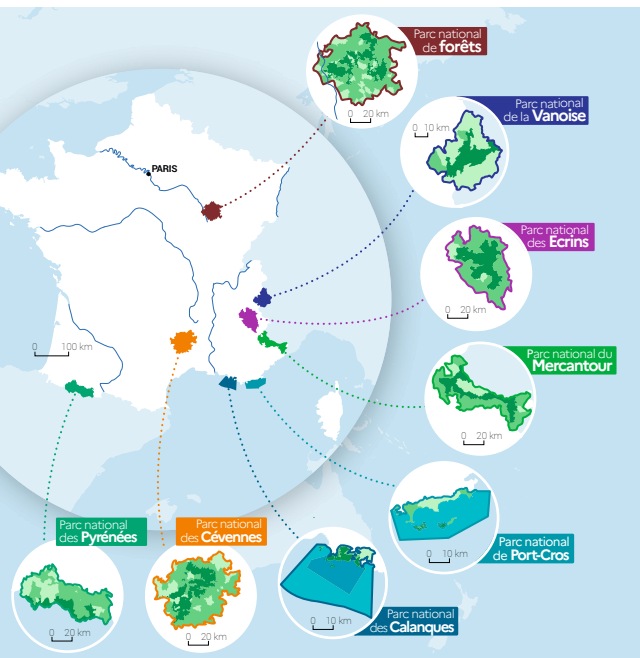 Parc national
de forêts
0 20 km
Parc national
de la Vanoise
0 10 km
PARIS
Parc national
des Ecrins
0 20 km
0 100 km
Parc national du
Mercantour
0 20 km
Parc national
de Port-Cros
0 10 km
Parc national
des Pyrénées
0 20 km
Parc national
des Cévennes
0 20 km
Parc national
des Calanques
0 10 km